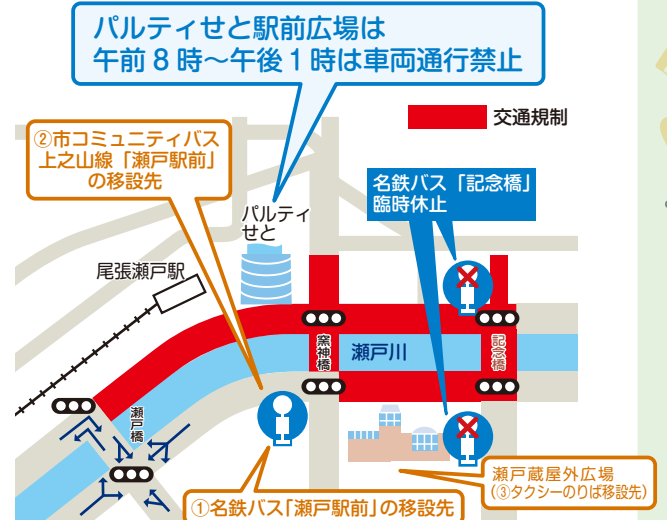 パルティせと駅前広場は
午前8時～午後1時は車両通行禁止
交通規制
②市コミュニティバス
上之山線「瀬戸駅前」
の移設先
名鉄バス「記念橋」
臨時休止
パルティ
せと
尾張瀬戸駅
窯神橋
瀬戸川
記念橋
瀬戸橋
瀬戸蔵屋外広場
(③タクシーのりば移設先)
①名鉄バス「瀬戸駅前」の移設先